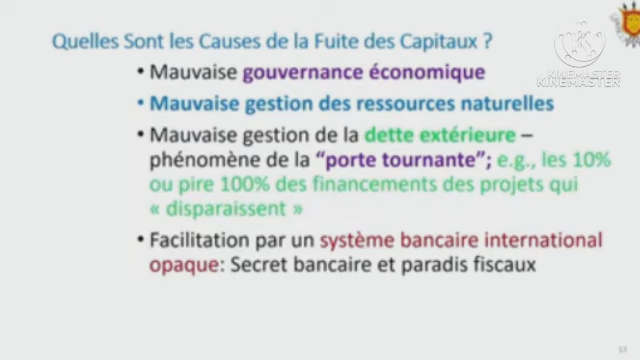 Quelles Sont les Causes de la Fuite des Capitaux ?
KINEMASTER
KINEMASTER
• Mauvaise gouvernance économique
• Mauvaise gestion des ressources naturelles
• Mauvaise gestion de la dette extérieure –
phénomène de la “porte tournante”; e.g., les 10%
ou pire 100% des financements des projets qui
« disparaissent »
• Facilitation par un système bancaire international
opaque: Secret bancaire et paradis fiscaux